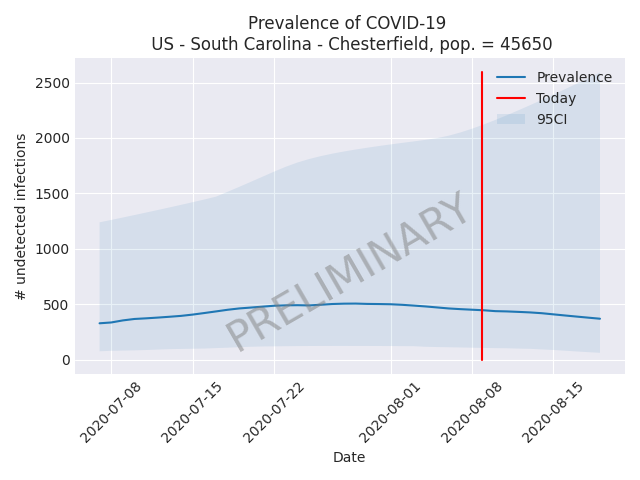 Prevalence of COVID-19
US - South Carolina - Chesterfield, pop. = 45650
# undetected infections
2500
2000
1500
1000
500
0
Prevalence
Today
95CI
PRELIMINARY
2020-07-08
2020-07-15
2020-07-22
2020-08-01
2020-08-08
2020-08-15
Date